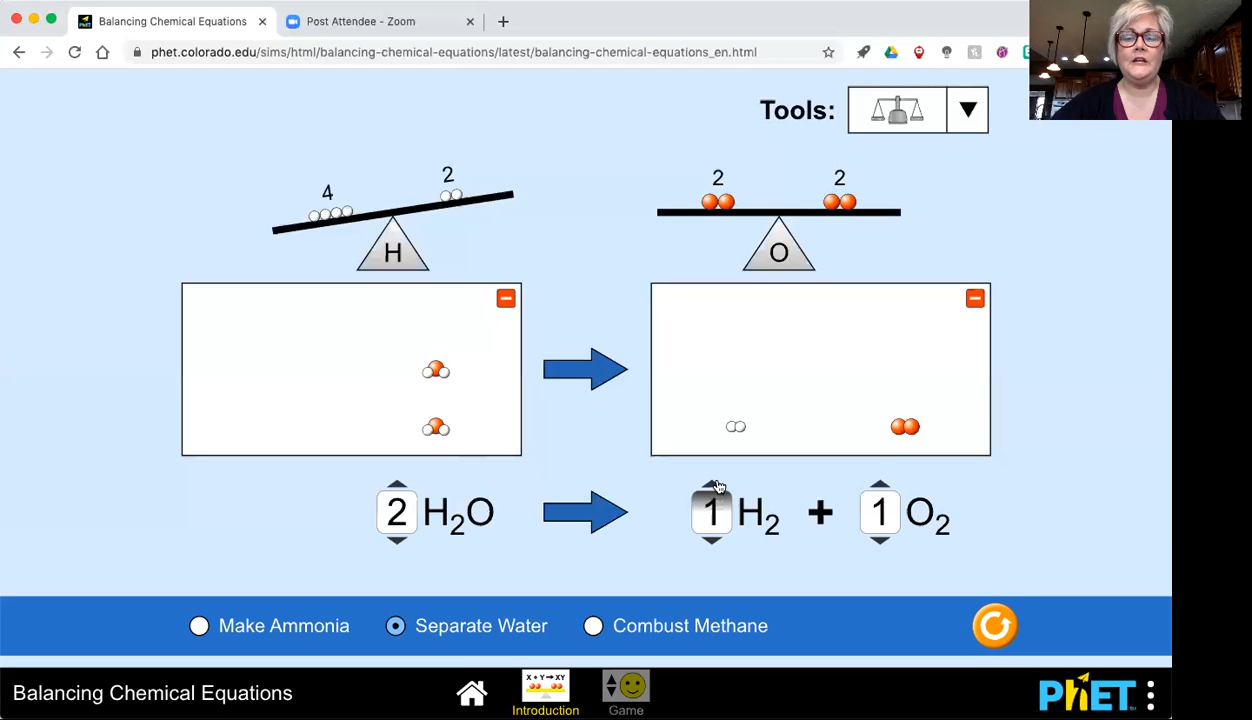 Balancing Chemical Equations
Post Attendee - Zoom
phet.colorado.edu/sims/html/balancing-chemical-equations/latest/balancing-chemical-equations_en.html
Tools:
4 2
2 2
H
O
2 H₂O
1 H₂ + 1 O₂
Make Ammonia
Separate Water
Combust Methane
Balancing Chemical Equations
X + Y → XY
Introduction
Game
PhET